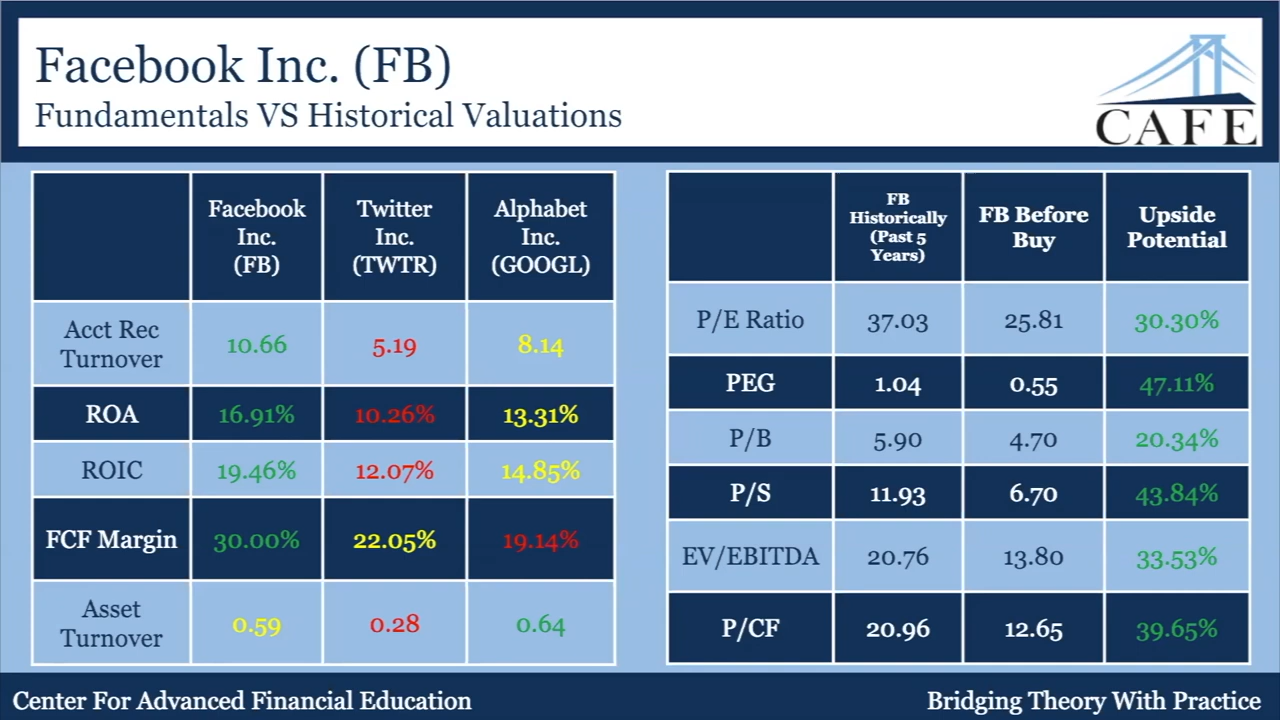 Facebook Inc. (FB)
Fundamentals VS Historical Valuations
CAFE
Facebook
Inc.
(FB)
Twitter
Inc.
(TWTR)
Alphabet
Inc.
(GOOGL)
Acct Rec
Turnover
10.66
5.19
8.14
ROA
16.91%
10.26%
13.31%
ROIC
19.46%
12.07%
14.85%
FCF Margin
30.00%
22.05%
19.14%
Asset
Turnover
0.59
0.28
0.64
FB
Historically
(Past 5
Years)
FB Before
Buy
Upside
Potential
P/E Ratio
37.03
25.81
30.30%
PEG
1.04
0.55
47.11%
P/B
5.90
4.70
20.34%
P/S
11.93
6.70
43.84%
EV/EBITDA
20.76
13.80
33.53%
P/CF
20.96
12.65
39.65%
Center For Advanced Financial Education
Bridging Theory With Practice